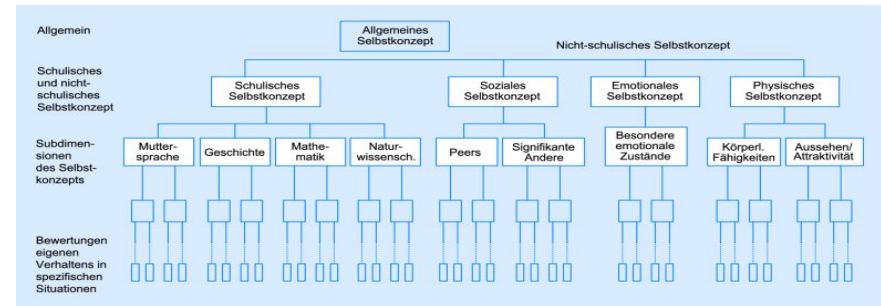 Allgemein
Allgemeines
Selbstkonzept
Nicht-schulisches Selbstkonzept
Schulisches
und nicht-
schulisches
Selbstkonzept
Schulisches
Selbstkonzept
Soziales
Selbstkonzept
Emotionales
Selbstkonzept
Physisches
Selbstkonzept
Subdimen-
sionen
des Selbst-
konzepts
Mutter-
sprache
Geschichte
Mathe-
matik
Natur-
wissensch.
Peers
Signifikante
Andere
Besondere
emotionale
Zustände
Körperl.
Fähigkeiten
Aussehen/
Attraktivität
Bewertungen
eigenen
Verhaltens in
spezifischen
Situationen